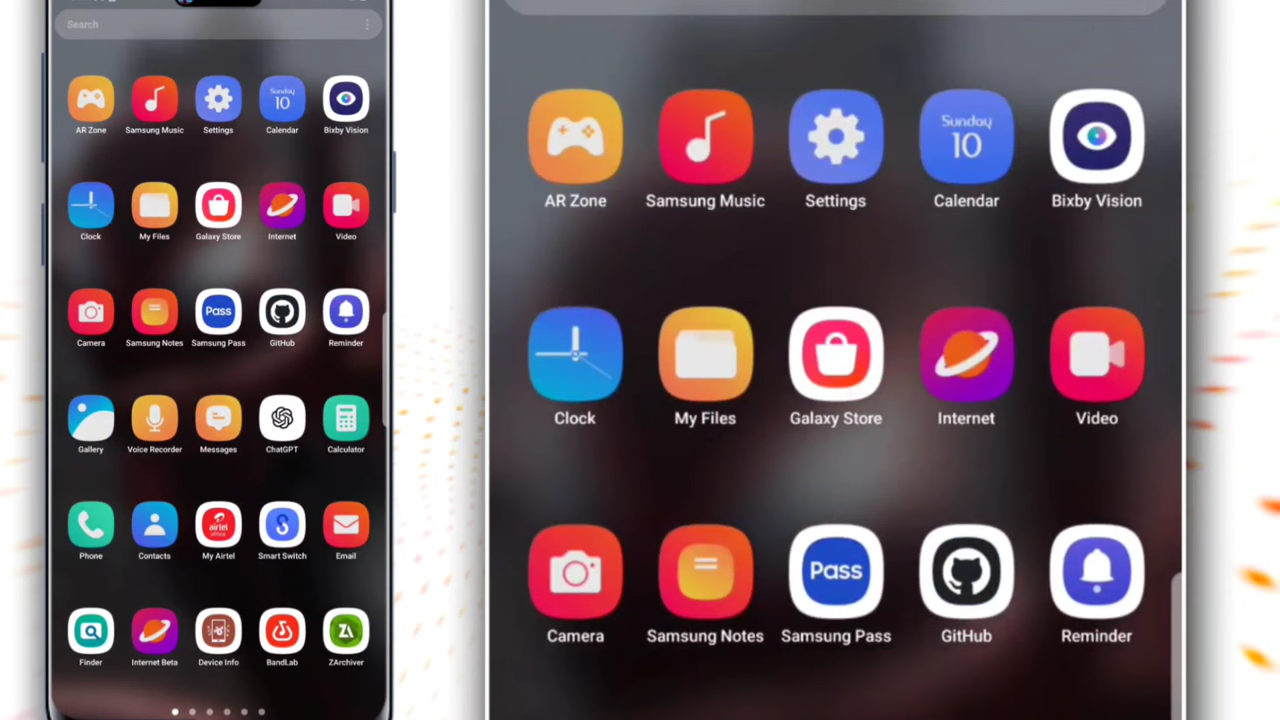 Search
AR Zone
Samsung Music
Settings
Sunday
10
Calendar
Bixby Vision
Clock
My Files
Galaxy Store
Internet
Video
Camera
Samsung Notes
Pass
Samsung Pass
GitHub
Reminder
Gallery
Voice Recorder
Messages
ChatGPT
Calculator
Phone
Contacts
airtel
africa
My Airtel
Smart Switch
Email
Finder
Internet Beta
Device Info
BandLab
ZA
ZArchiver
AR Zone
Samsung Music
Settings
Sunday
10
Calendar
Bixby Vision
Clock
My Files
Galaxy Store
Internet
Video
Camera
Samsung Notes
Pass
Samsung Pass
GitHub
Reminder